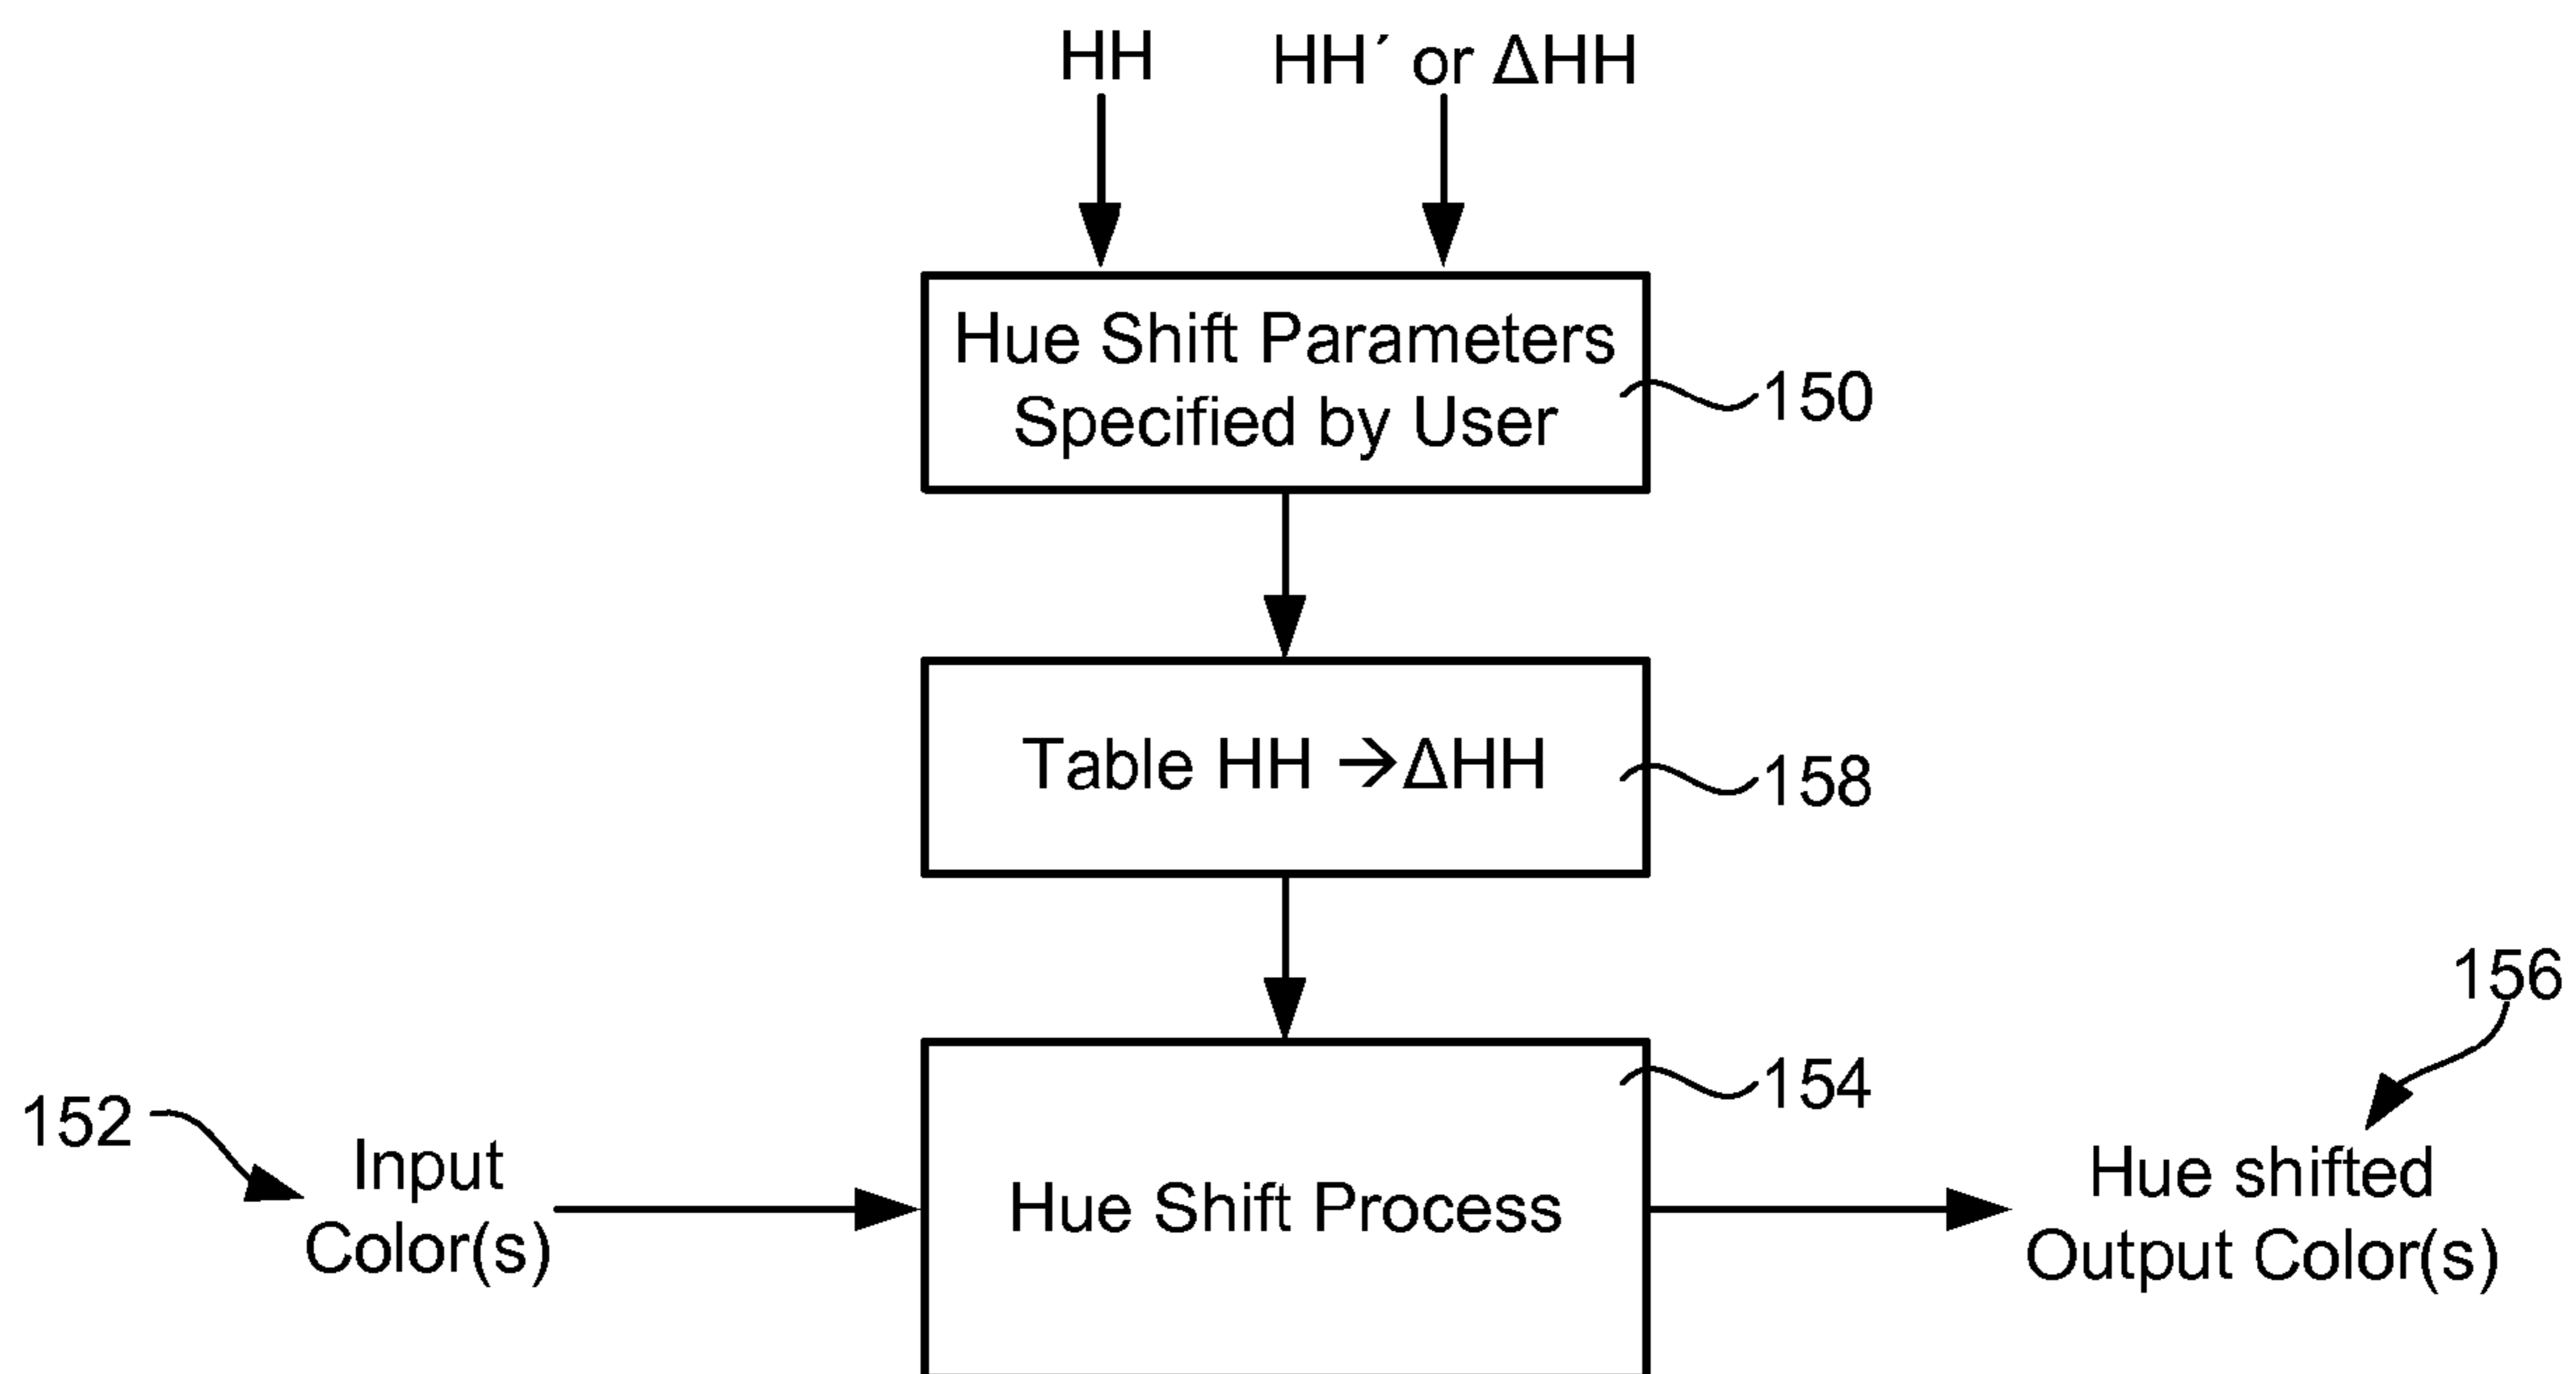 HH
HH´ or ΔHH
Hue Shift Parameters
Specified by User
150
Table HH →ΔHH
158
156
154
152
Input
Color(s)
Hue Shift Process
Hue shifted
Output Color(s)